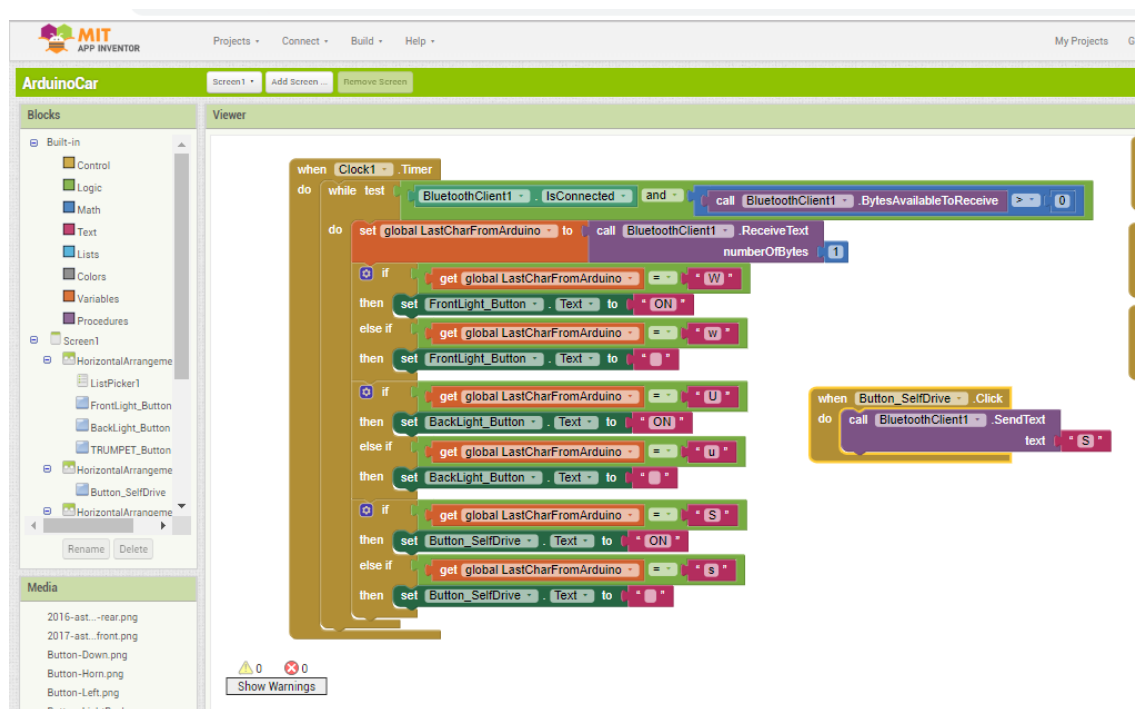 MIT
APP INVENTOR
Projects
Connect
Build
Help
My Projects
G
ArduinoCar
Screen1
Add Screen ...
Remove Screen
Blocks
Viewer
Built-in
Control
Logic
Math
Text
Lists
Colors
Variables
Procedures
Screen1
HorizontalArrangeme
ListPicker1
FrontLight_Button
BackLight_Button
TRUMPET_Button
HorizontalArrangeme
Button_SelfDrive
HorizontalArrangeme
Rename Delete
Media
2016-ast...-rear.png
2017-ast...front.png
Button-Down.png
Button-Horn.png
Button-Left.png
when Clock1 .Timer
do while test BluetoothClient1 . IsConnected and call BluetoothClient1 .BytesAvailableToReceive > 0
do set global LastCharFromArduino to call BluetoothClient1 .ReceiveText
numberOfBytes 1
if get global LastCharFromArduino = " W "
then set FrontLight_Button . Text to " ON "
else if get global LastCharFromArduino = " w "
then set FrontLight_Button . Text to " "
if get global LastCharFromArduino = " U "
then set BackLight_Button . Text to " ON "
else if get global LastCharFromArduino = " u "
then set BackLight_Button . Text to " "
if get global LastCharFromArduino = " S "
then set Button_SelfDrive . Text to " ON "
else if get global LastCharFromArduino = " s "
then set Button_SelfDrive . Text to " "
when Button_SelfDrive .Click
do call BluetoothClient1 .SendText
text " S "
0 0
Show Warnings